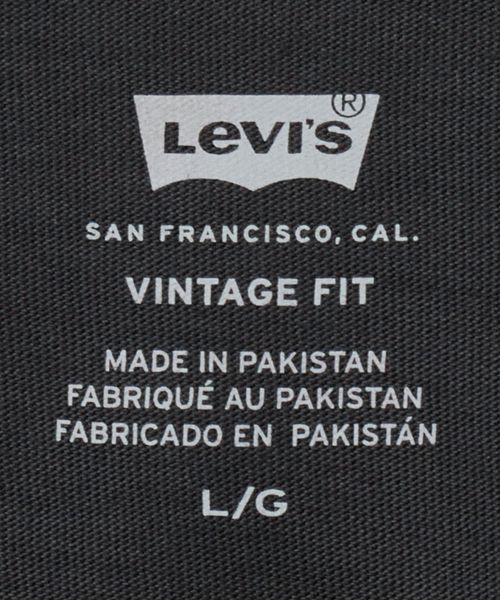 LEVI'S ®
SAN FRANCISCO, CAL.
VINTAGE FIT
MADE IN PAKISTAN
FABRIQUÉ AU PAKISTAN
FABRICADO EN PAKISTÁN
L/G